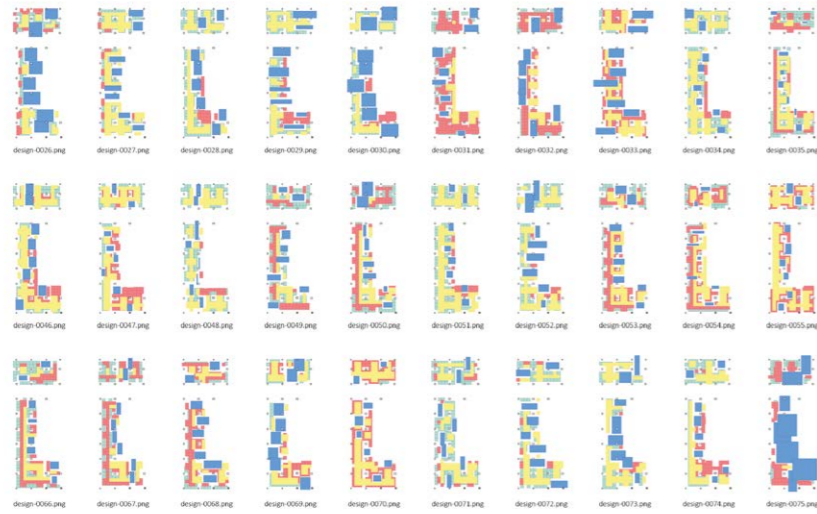 design-0026.png design-0027.png design-0028.png design-0029.png design-0030.png design-0031.png design-0032.png design-0033.png design-0034.png design-0035.png
design-0046.png design-0047.png design-0048.png design-0049.png design-0050.png design-0051.png design-0052.png design-0053.png design-0054.png design-0055.png
design-0066.png design-0067.png design-0068.png design-0069.png design-0070.png design-0071.png design-0072.png design-0073.png design-0074.png design-0075.png